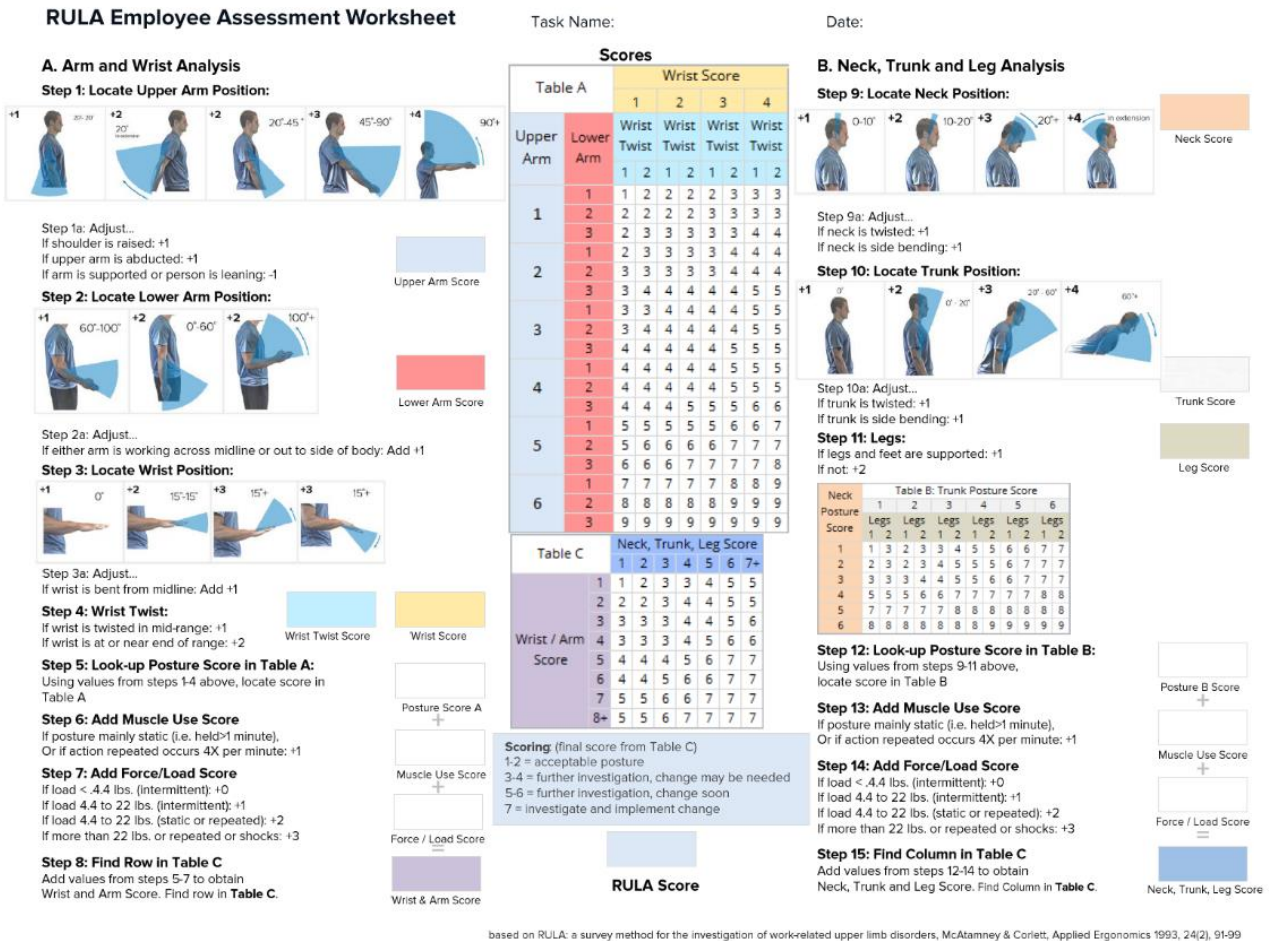 RULA Employee Assessment Worksheet
Task Name:
Date:
A. Arm and Wrist Analysis
Step 1: Locate Upper Arm Position:
+1
+2 20° in extension
+2 20°-45°
+3 45°-90°
+4 90°+
Step 1a: Adjust...
If shoulder is raised: +1
If upper arm is abducted: +1
If arm is supported or person is leaning: -1
Upper Arm Score
Step 2: Locate Lower Arm Position:
+1 60°-100°
+2 0°-60°
+2 100°+
Lower Arm Score
Step 2a: Adjust...
If either arm is working across midline or out to side of body: Add +1
Step 3: Locate Wrist Position:
+1 0°
+2 15°-15°
+3 15°+
+3 15°+
Step 3a: Adjust...
If wrist is bent from midline: Add +1
Step 4: Wrist Twist:
If wrist is twisted in mid-range: +1
If wrist is at or near end of range: +2
Wrist Twist Score
Wrist Score
Step 5: Look-up Posture Score in Table A:
Using values from steps 1-4 above, locate score in
Table A
Posture Score A
+
Step 6: Add Muscle Use Score
If posture mainly static (i.e. held>1 minute),
Or if action repeated occurs 4X per minute: +1
Muscle Use Score
+
Step 7: Add Force/Load Score
If load < .4.4 lbs. (intermittent): +0
If load 4.4 to 22 lbs. (intermittent): +1
If load 4.4 to 22 lbs. (static or repeated): +2
If more than 22 lbs. or repeated or shocks: +3
Force / Load Score
=
Step 8: Find Row in Table C
Add values from steps 5-7 to obtain
Wrist and Arm Score. Find row in Table C.
Wrist & Arm Score
Scores
Table A
Wrist Score
1 2 3 4
Upper Arm
Lower Arm
Wrist Twist Wrist Twist Wrist Twist Wrist Twist
1 2 1 2 1 2 1 2
1
1 1 2 2 2 2 3 3 3
2 2 2 2 2 3 3 3 3
3 2 3 2 2 3 3 4 4
2
1 2 3 3 3 3 4 4 4
2 3 3 3 3 3 4 4 4
3 3 4 4 4 4 4 5 5
3
1 3 3 4 4 4 4 5 5
2 3 4 4 4 4 4 5 5
3 4 4 4 4 4 5 5 5
4
1 4 4 4 4 4 5 5 5
2 4 4 4 4 4 5 5 5
3 4 4 4 5 5 5 6 6
5
1 5 5 5 5 5 6 6 7
2 5 6 6 6 6 7 7 7
3 6 6 6 7 7 7 7 8
6
1 7 7 7 7 7 8 8 9
2 8 8 8 8 8 9 9 9
3 9 9 9 9 9 9 9 9
Table C
Neck, Trunk, Leg Score
1 2 3 4 5 6 7+
Wrist / Arm Score
1 1 2 3 3 4 5 5
2 2 2 3 4 4 5 5
3 3 3 3 4 4 5 6
4 3 3 3 4 5 6 6
5 4 4 4 5 6 7 7
6 4 4 5 6 6 7 7
7 5 5 6 6 7 7 7
8+ 5 5 6 7 7 7 7
Scoring: (final score from Table C)
1-2 = acceptable posture
3-4 = further investigation, change may be needed
5-6 = further investigation, change soon
7 = investigate and implement change
RULA Score
B. Neck, Trunk and Leg Analysis
Step 9: Locate Neck Position:
+1 0-10°
+2 10-20°
+3 20°+
+4 in extension
Neck Score
Step 9a: Adjust...
If neck is twisted: +1
If neck is side bending: +1
Step 10: Locate Trunk Position:
+1 0°
+2 0°-20°
+3 20°-60°
+4 60°+
Step 10a: Adjust...
If trunk is twisted: +1
If trunk is side bending: +1
Trunk Score
Step 11: Legs:
If legs and feet are supported: +1
If not: +2
Leg Score
Neck Posture Score
Table B: Trunk Posture Score
1 2 3 4 5 6
Legs Legs Legs Legs Legs Legs
1 2 1 2 1 2 1 2 1 2 1 2
1 1 3 2 3 3 4 5 5 6 6 7 7
2 2 3 2 3 4 5 5 5 6 7 7 7
3 3 3 3 4 4 5 5 6 6 7 7 7
4 5 5 5 6 6 7 7 7 7 7 8 8
5 7 7 7 7 7 8 8 8 8 8 8 8
6 8 8 8 8 8 8 8 9 9 9 9 9
Step 12: Look-up Posture Score in Table B:
Using values from steps 9-11 above,
locate score in Table B
Posture B Score
+
Step 13: Add Muscle Use Score
If posture mainly static (i.e. held>1 minute),
Or if action repeated occurs 4X per minute: +1
Muscle Use Score
+
Step 14: Add Force/Load Score
If load < .4.4 lbs. (intermittent): +0
If load 4.4 to 22 lbs. (intermittent): +1
If load 4.4 to 22 lbs. (static or repeated): +2
If more than 22 lbs. or repeated or shocks: +3
Force / Load Score
=
Step 15: Find Column in Table C
Add values from steps 12-14 to obtain
Neck, Trunk and Leg Score. Find Column in Table C.
Neck, Trunk, Leg Score
based on RULA: a survey method for the investigation of work-related upper limb disorders, McAtamney & Corlett, Applied Ergonomics 1993, 24(2), 91-99